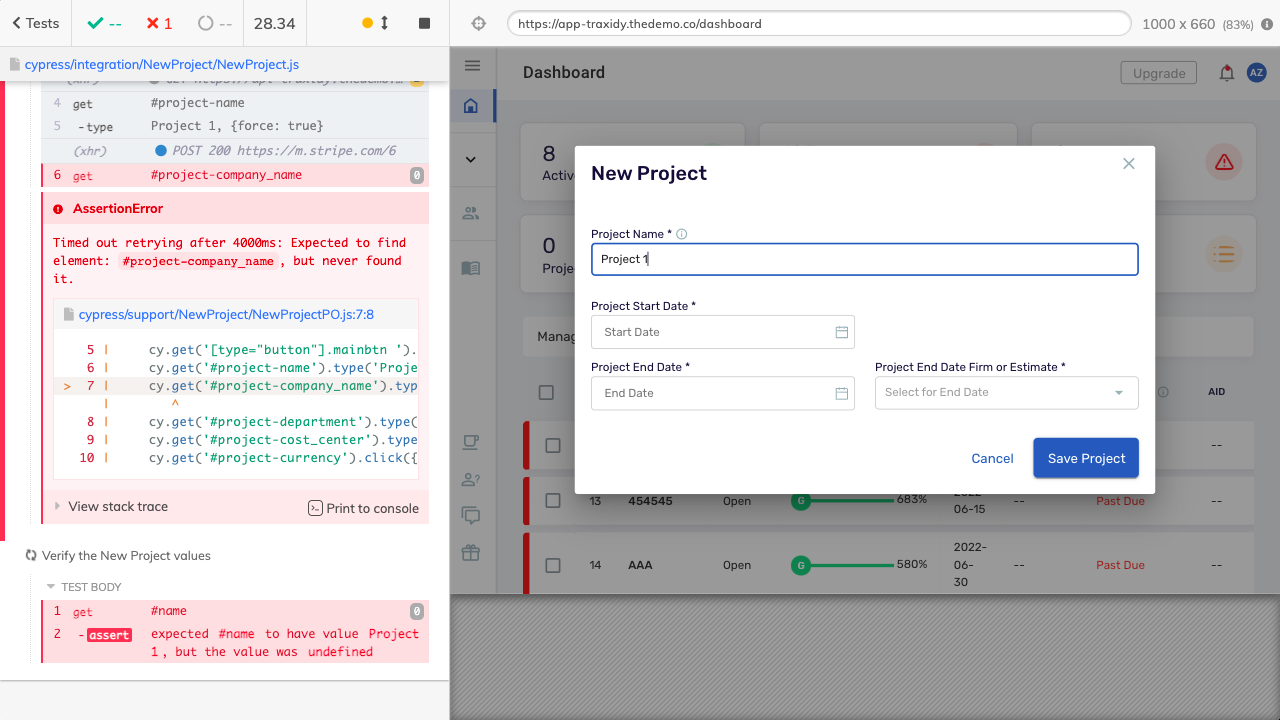 Tests
--
1
--
28.34
https://app-traxidy.thedemo.co/dashboard
1000 x 660 (83%)
cypress/integration/NewProject/NewProject.js
4 get #project-name
5 -type Project 1, {force: true}
(xhr) POST 200 https://m.stripe.com/6
6 get #project-company_name 0
AssertionError
Timed out retrying after 4000ms: Expected to find
element: #project-company_name, but never found
it.
cypress/support/NewProject/NewProjectPO.js:7:8
5 | cy.get('[type="button"].mainbtn ').
6 | cy.get('#project-name').type('Proje
> 7 | cy.get('#project-company_name').typ
| ^
8 | cy.get('#project-department').type(
9 | cy.get('#project-cost_center').type
10 | cy.get('#project-currency').click({
View stack trace
Print to console
Verify the New Project values
TEST BODY
1 get #name 0
2 -assert expected #name to have value Project
1, but the value was undefined
Dashboard
Upgrade
AZ
8
Active
0
Manag
AID
New Project
Project Name *
Project 1
Project Start Date *
Start Date
Project End Date *
End Date
Project End Date Firm or Estimate *
Select for End Date
Cancel
Save Project
--
13 454545 Open G 683% 06-15 Past Due --
14 AAA Open G 580% 2022-
06-
30 -- Past Due --